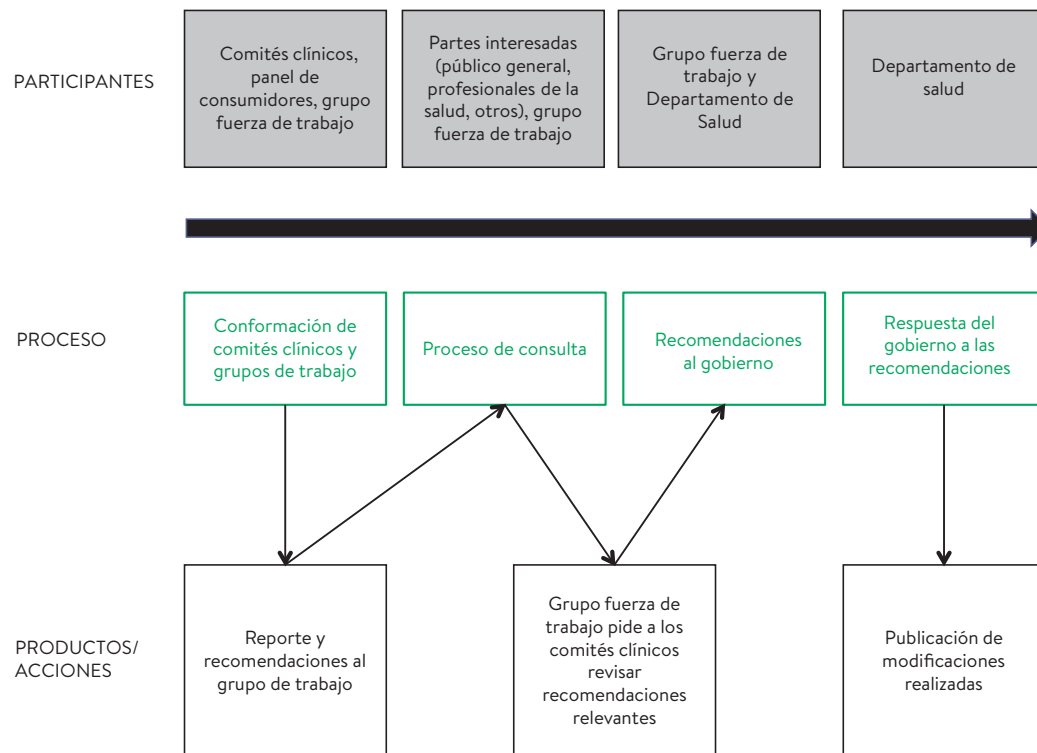 PARTICIPANTES
Comités clínicos,
panel de
consumidores, grupo
fuerza de trabajo
Partes interesadas
(público general,
profesionales de la
salud, otros), grupo
fuerza de trabajo
Grupo fuerza de
trabajo y
Departamento de
Salud
Departamento de
salud
PROCESO
Conformación de
comités clínicos y
grupos de trabajo
Proceso de consulta
Recomendaciones
al gobierno
Respuesta del
gobierno a las
recomendaciones
PRODUCTOS/
ACCIONES
Reporte y
recomendaciones al
grupo de trabajo
Grupo fuerza de
trabajo pide a los
comités clínicos
revisar
recomendaciones
relevantes
Publicación de
modificaciones
realizadas